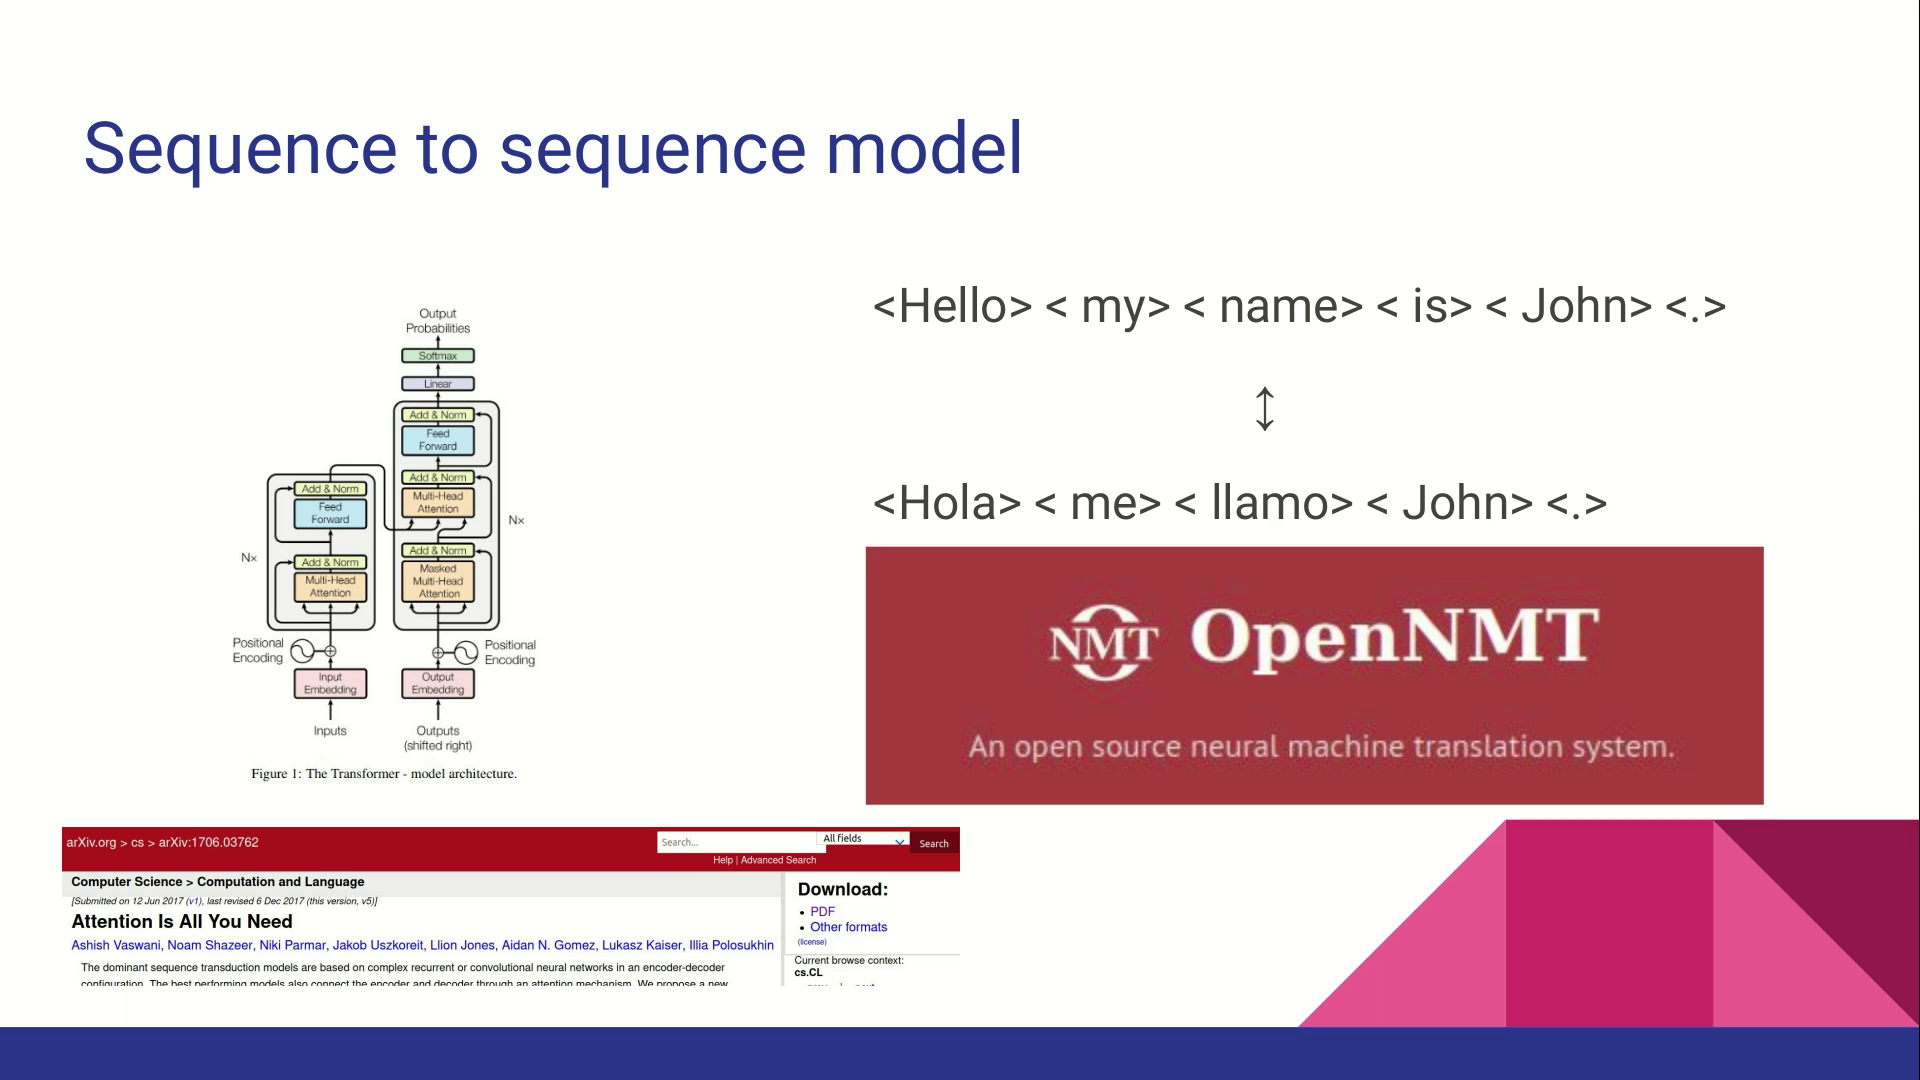 Sequence to sequence model
<Hello> < my> < name> < is> < John> <.>
↕
<Hola> < me> < llamo> < John> <.>
Output
Probabilities
Softmax
Linear
Add & Norm
Feed
Forward
Add & Norm
Multi-Head
Attention
Nx
Add & Norm
Masked
Multi-Head
Attention
Add & Norm
Feed
Forward
Nx
Add & Norm
Multi-Head
Attention
Positional
Encoding
Positional
Encoding
Input
Embedding
Output
Embedding
Inputs
Outputs
(shifted right)
Figure 1: The Transformer - model architecture.
NMT OpenNMT
An open source neural machine translation system.
arXiv.org > cs > arXiv:1706.03762
Search...
All fields
Search
Help | Advanced Search
Computer Science > Computation and Language
[Submitted on 12 Jun 2017 (v1), last revised 6 Dec 2017 (this version, v5)]
Attention Is All You Need
Ashish Vaswani, Noam Shazeer, Niki Parmar, Jakob Uszkoreit, Llion Jones, Aidan N. Gomez, Lukasz Kaiser, Illia Polosukhin
The dominant sequence transduction models are based on complex recurrent or convolutional neural networks in an encoder-decoder
configuration. The best performing models also connect the encoder and decoder through an attention mechanism. We propose a new
Download:
• PDF
• Other formats
(license)
Current browse context:
cs.CL